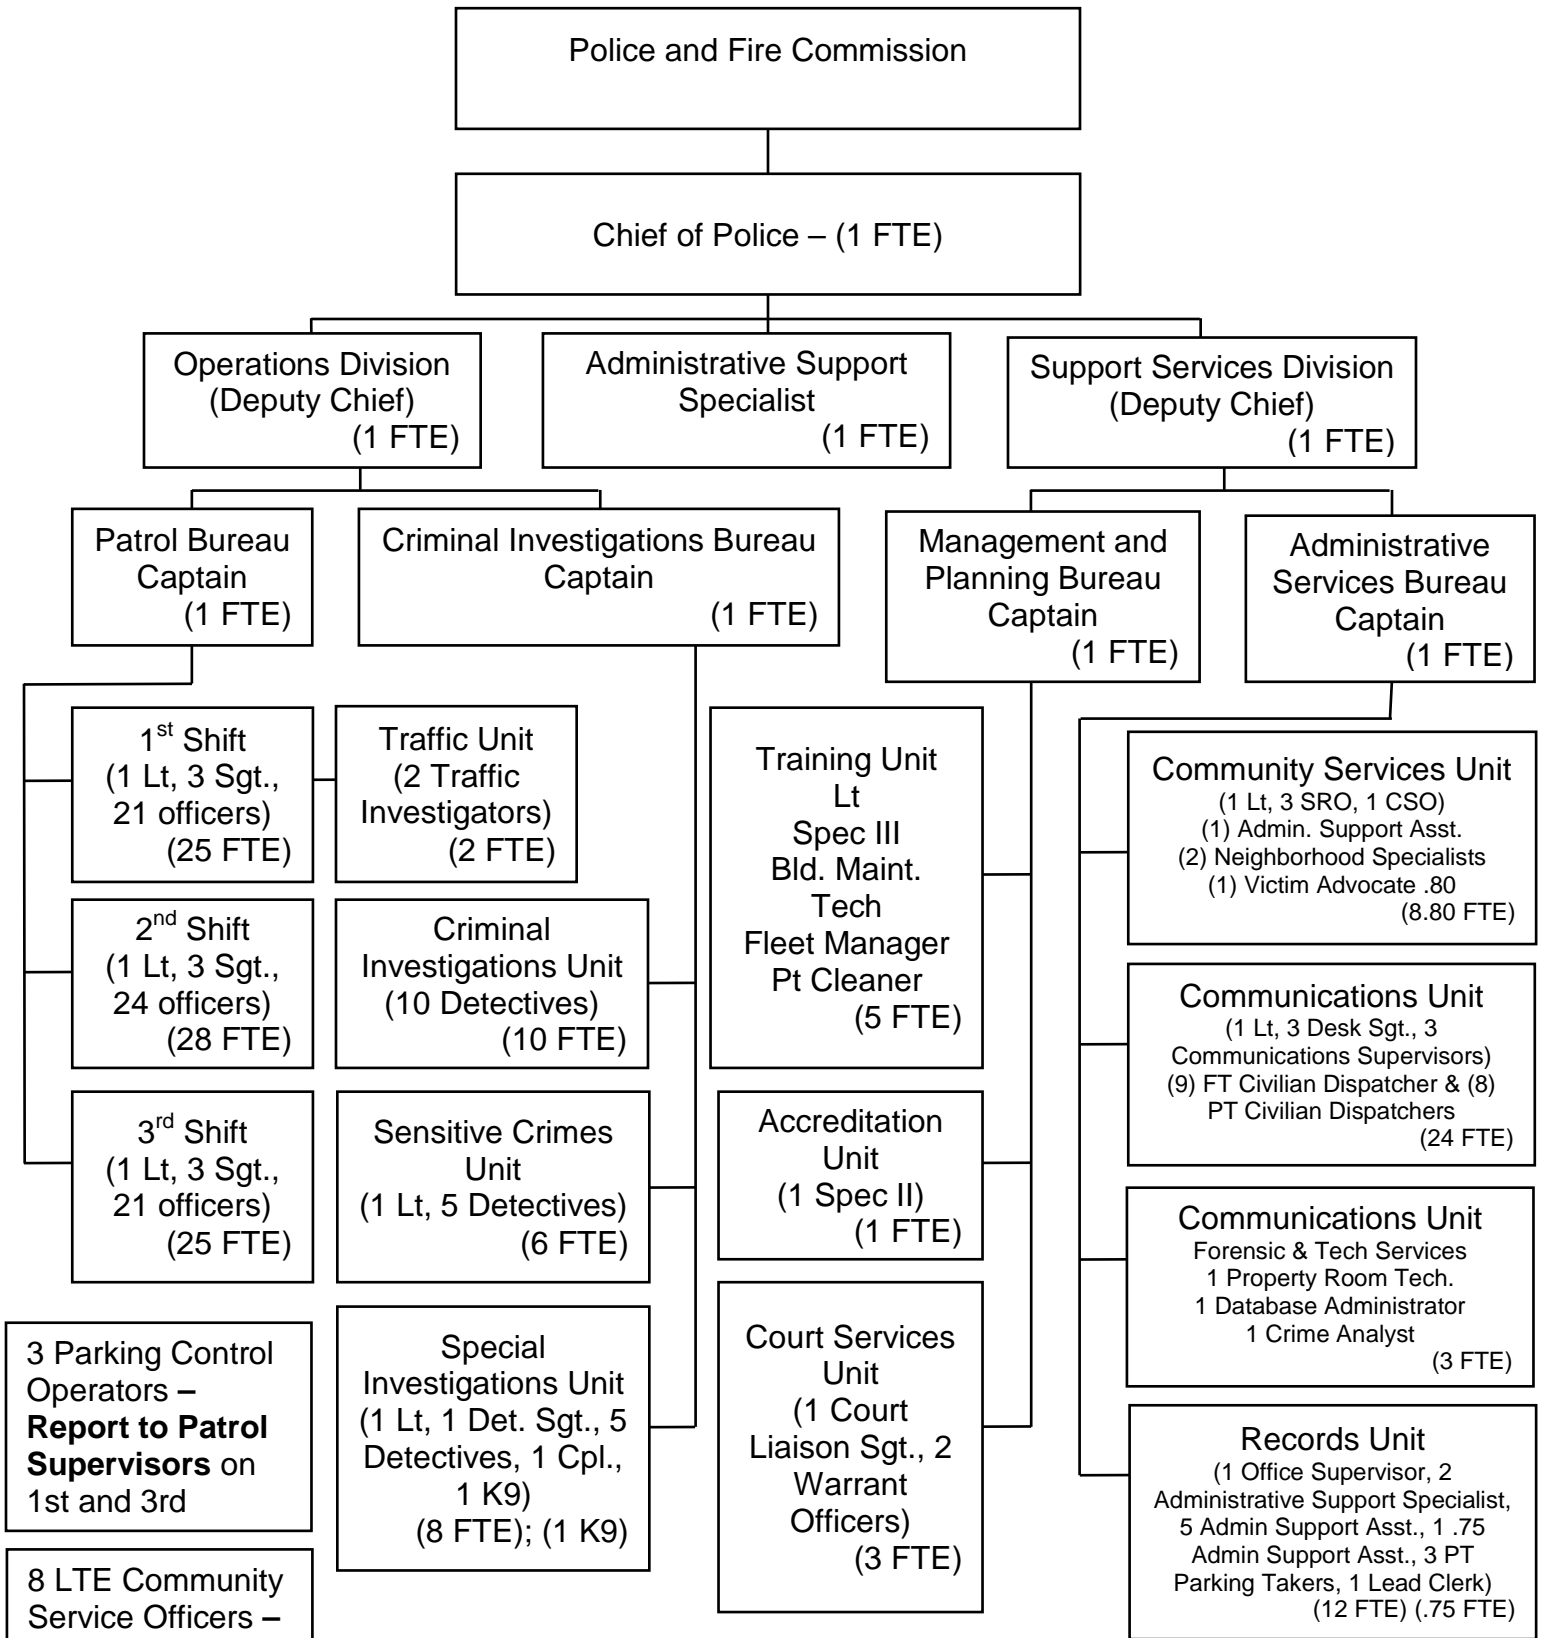 Police and Fire Commission
Chief of Police – (1 FTE)
Operations Division
(Deputy Chief)
(1 FTE)
Administrative Support
Specialist
(1 FTE)
Support Services Division
(Deputy Chief)
(1 FTE)
Patrol Bureau
Captain
(1 FTE)
Criminal Investigations Bureau
Captain
(1 FTE)
Management and
Planning Bureau
Captain
(1 FTE)
Administrative
Services Bureau
Captain
(1 FTE)
1st Shift
(1 Lt, 3 Sgt.,
21 officers)
(25 FTE)
Traffic Unit
(2 Traffic
Investigators)
(2 FTE)
2nd Shift
(1 Lt, 3 Sgt.,
24 officers)
(28 FTE)
Criminal
Investigations Unit
(10 Detectives)
(10 FTE)
3rd Shift
(1 Lt, 3 Sgt.,
21 officers)
(25 FTE)
Sensitive Crimes
Unit
(1 Lt, 5 Detectives)
(6 FTE)
3 Parking Control
Operators –
Report to Patrol
Supervisors on
1st and 3rd
8 LTE Community
Service Officers –
Special
Investigations Unit
(1 Lt, 1 Det. Sgt., 5
Detectives, 1 Cpl.,
1 K9)
(8 FTE); (1 K9)
Training Unit
Lt
Spec III
Bld. Maint.
Tech
Fleet Manager
Pt Cleaner
(5 FTE)
Accreditation
Unit
(1 Spec II)
(1 FTE)
Court Services
Unit
(1 Court
Liaison Sgt., 2
Warrant
Officers)
(3 FTE)
Community Services Unit
(1 Lt, 3 SRO, 1 CSO)
(1) Admin. Support Asst.
(2) Neighborhood Specialists
(1) Victim Advocate .80
(8.80 FTE)
Communications Unit
(1 Lt, 3 Desk Sgt., 3
Communications Supervisors)
(9) FT Civilian Dispatcher & (8)
PT Civilian Dispatchers
(24 FTE)
Communications Unit
Forensic & Tech Services
1 Property Room Tech.
1 Database Administrator
1 Crime Analyst
(3 FTE)
Records Unit
(1 Office Supervisor, 2
Administrative Support Specialist,
5 Admin Support Asst., 1 .75
Admin Support Asst., 3 PT
Parking Takers, 1 Lead Clerk)
(12 FTE) (.75 FTE)